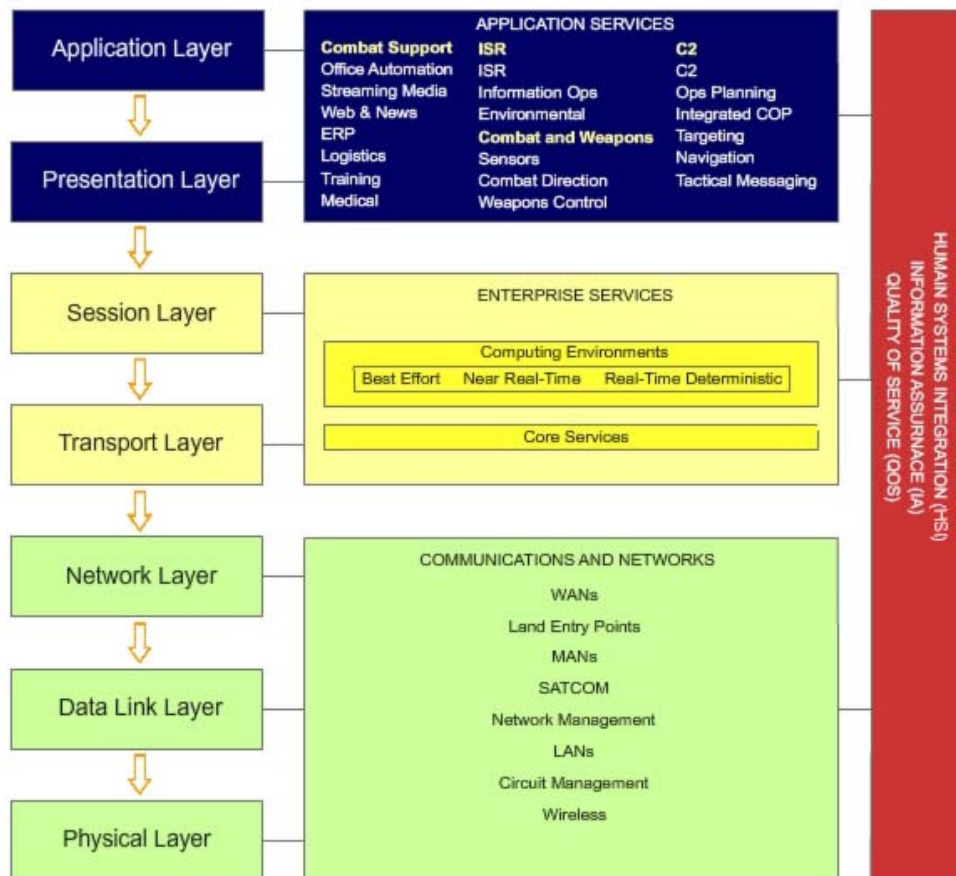 Application Layer
Presentation Layer
Session Layer
Transport Layer
Network Layer
Data Link Layer
Physical Layer
APPLICATION SERVICES
Combat Support
Office Automation
Streaming Media
Web & News
ERP
Logistics
Training
Medical
ISR
ISR
Information Ops
Environmental
Combat and Weapons
Sensors
Combat Direction
Weapons Control
C2
C2
Ops Planning
Integrated COP
Targeting
Navigation
Tactical Messaging
ENTERPRISE SERVICES
Computing Environments
Best Effort Near Real-Time Real-Time Deterministic
Core Services
COMMUNICATIONS AND NETWORKS
WANs
Land Entry Points
MANs
SATCOM
Network Management
LANs
Circuit Management
Wireless
HUMAIN SYSTEMS INTEGRATION (HSI)
INFORMATION ASSURNACE (IA)
QUALITY OF SERVICE (QOS)